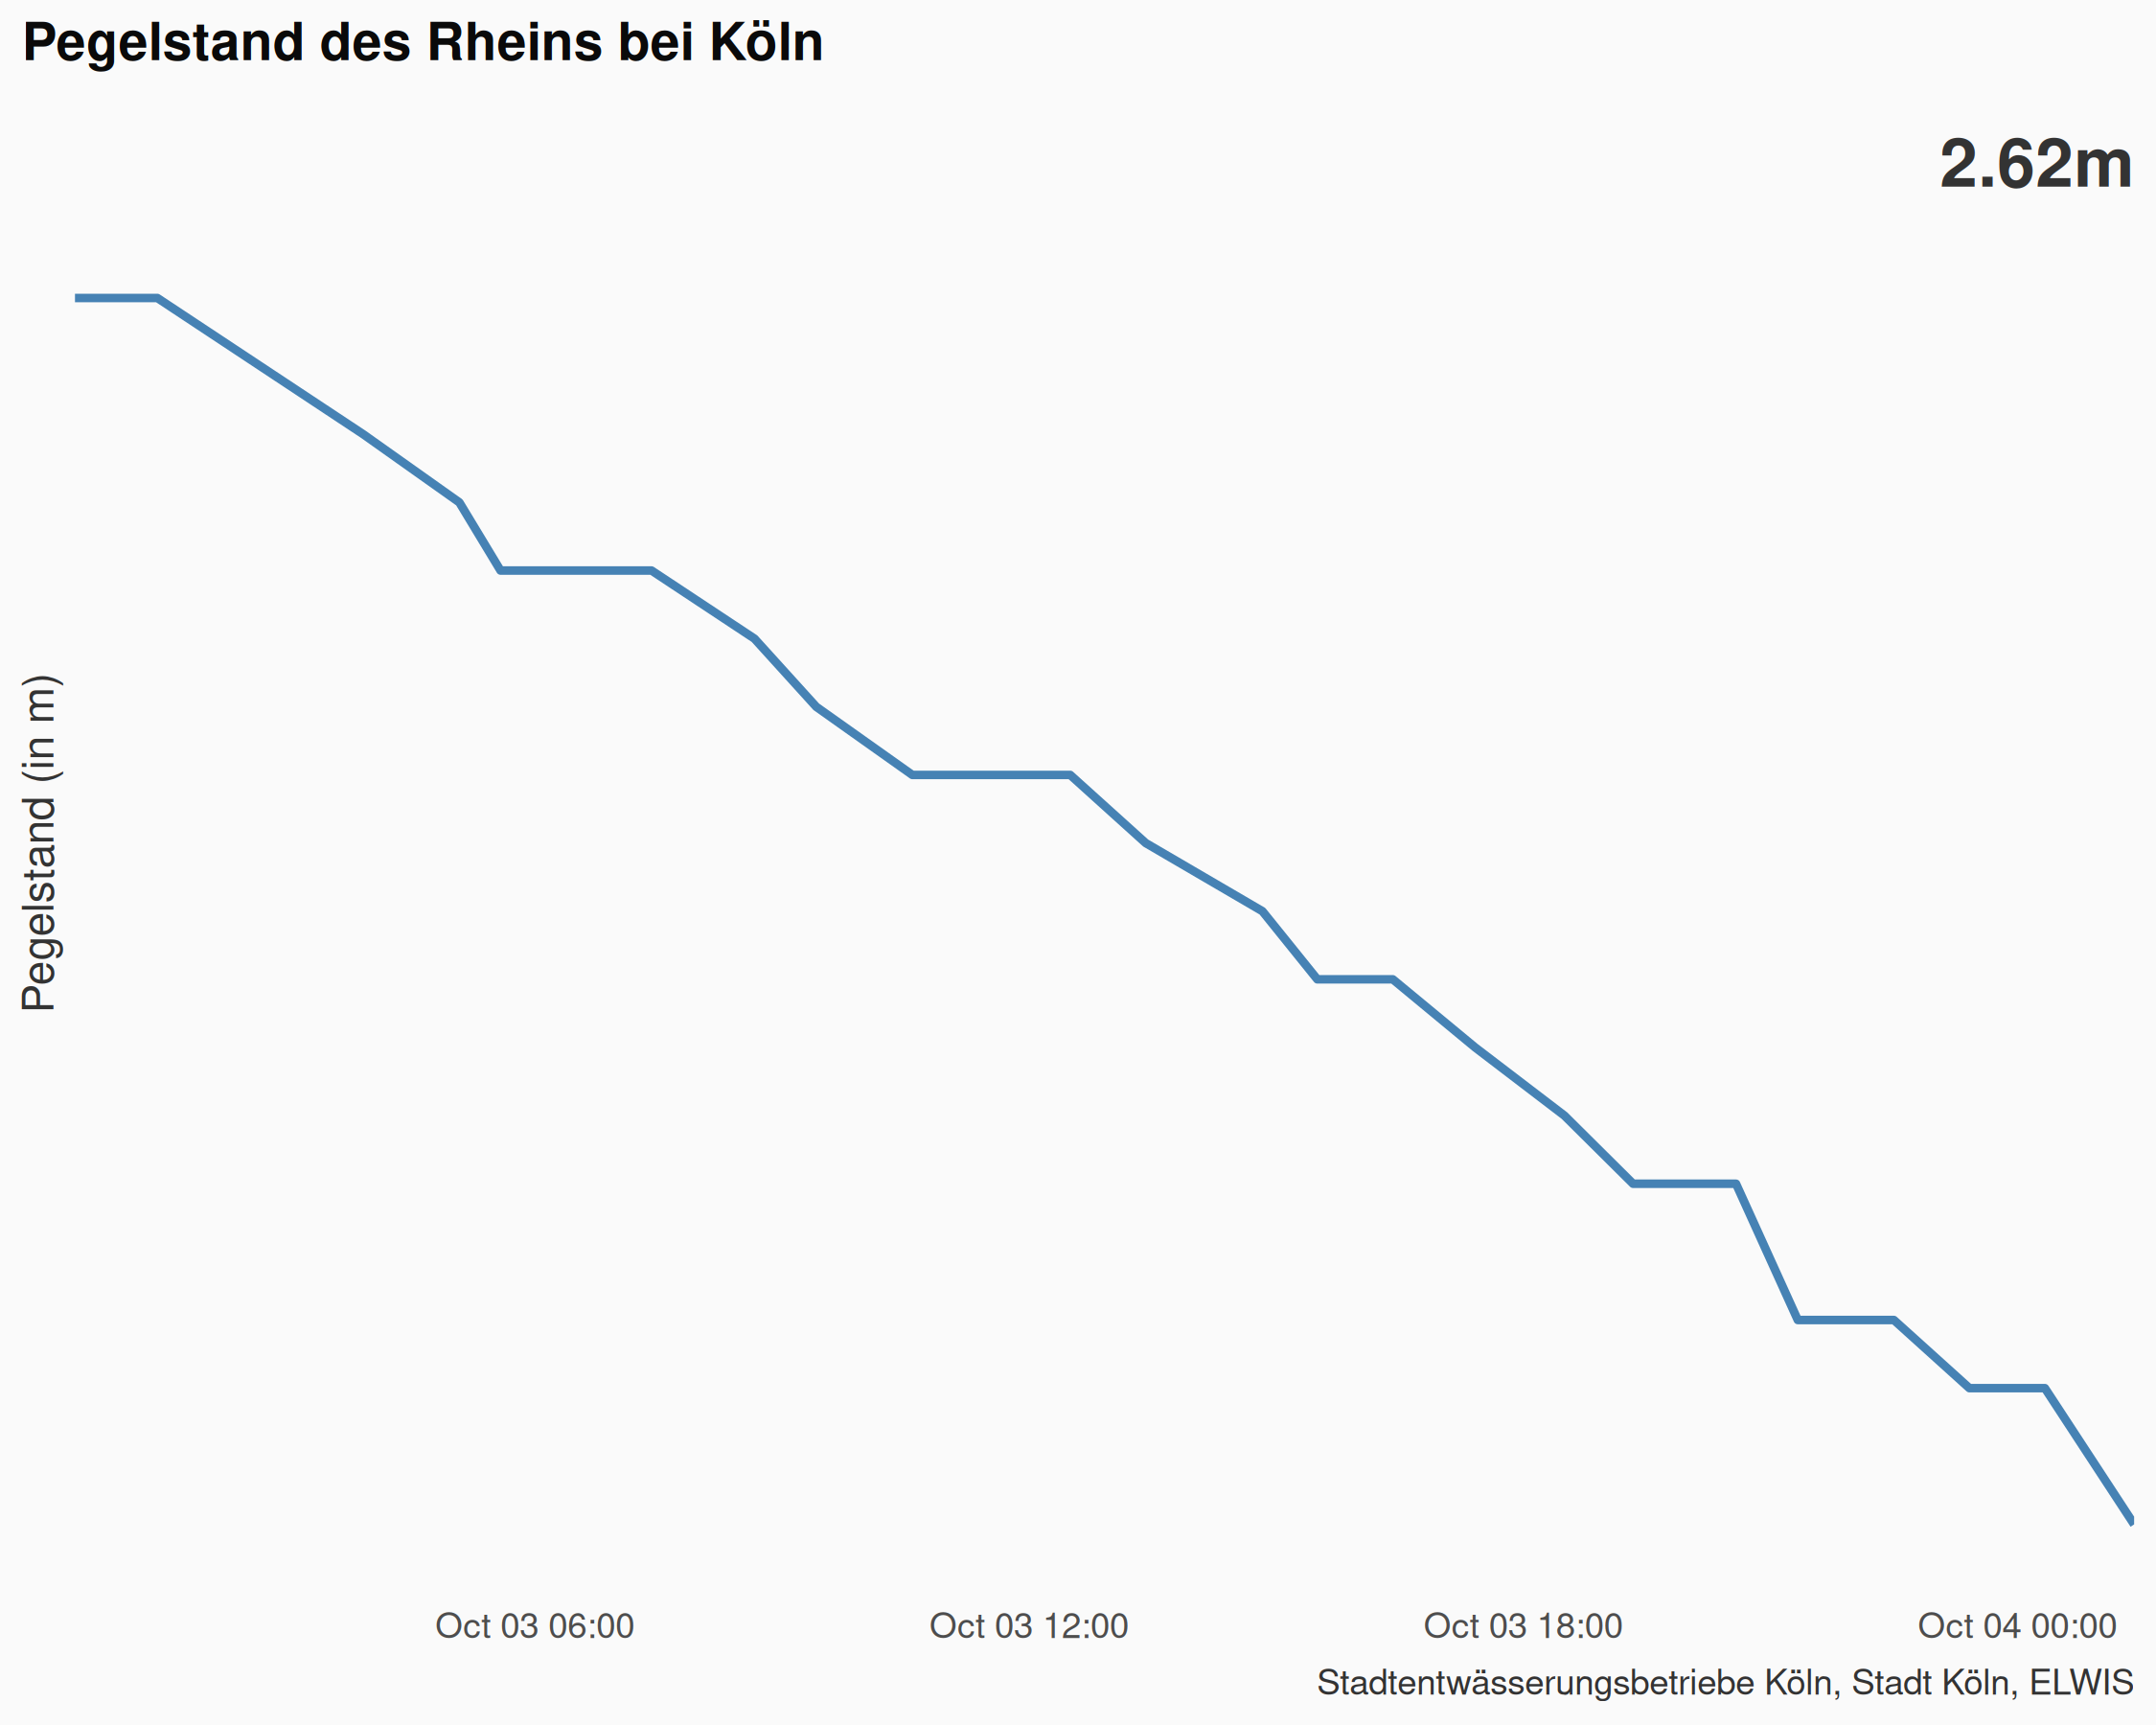 Pegelstand des Rheins bei Köln
2.62m
Pegelstand (in m)
Oct 03 06:00
Oct 03 12:00
Oct 03 18:00
Oct 04 00:00
Stadtentwässerungsbetriebe Köln, Stadt Köln, ELWIS